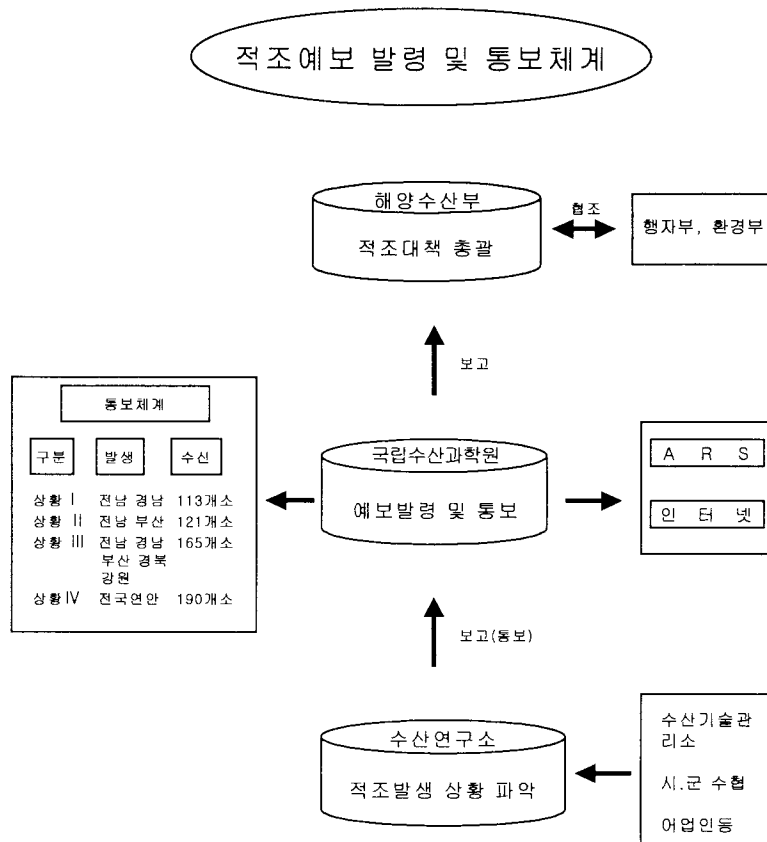 적조예보 발령 및 통보체계
해양수산부
적조대책 총괄
협조
행자부, 환경부
보고
통보체계
구분 발생 수신
상황 I 전남 경남 113개소
상황 II 전남 부산 121개소
상황 III 전남 경남 165개소
부산 경북
강원
상황 IV 전국연안 190개소
국립수산과학원
예보발령 및 통보
A R S
인 터 넷
보고(통보)
수산연구소
적조발생 상황 파악
수산기술관
리소
시.군 수협
어업인동